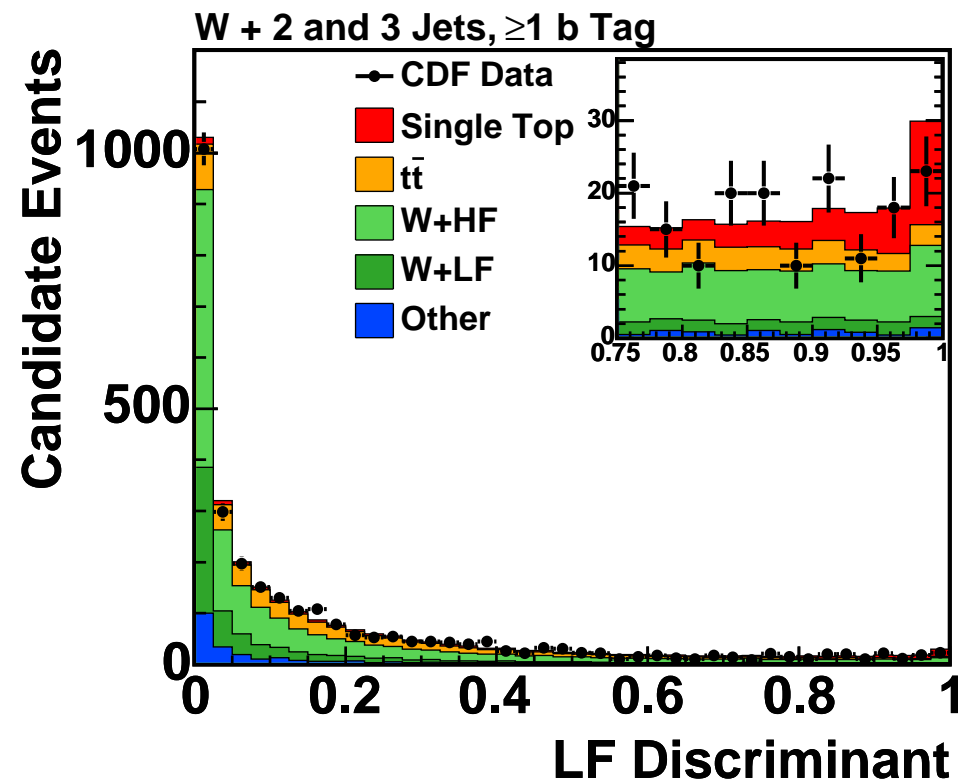 W + 2 and 3 Jets, ≥1 b Tag
Candidate Events
1000
500
0
CDF Data
Single Top
tt̄
W+HF
W+LF
Other
30
20
10
0
0.75 0.8 0.85 0.9 0.95 1
0 0.2 0.4 0.6 0.8 1
LF Discriminant